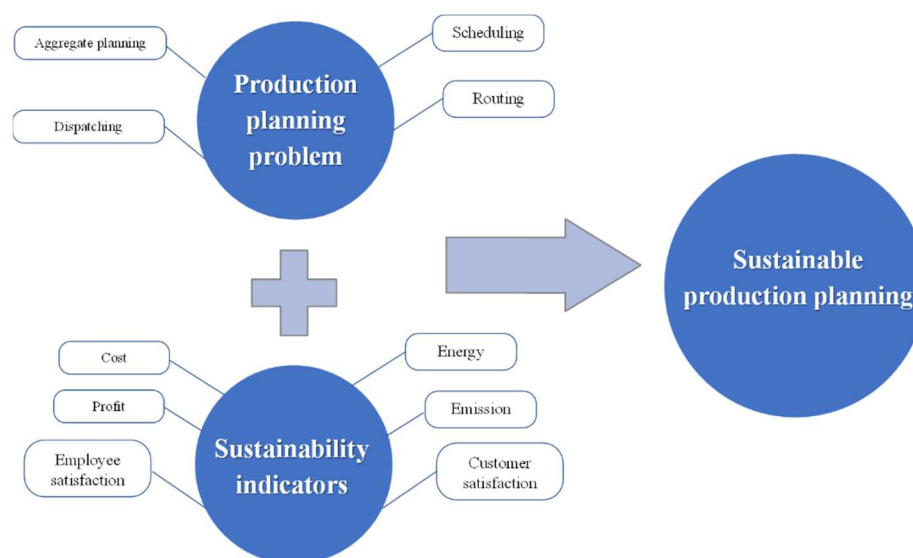 Aggregate planning
Dispatching
Production
planning
problem
Scheduling
Routing
Cost
Profit
Employee
satisfaction
Sustainability
indicators
Energy
Emission
Customer
satisfaction
Sustainable
production planning